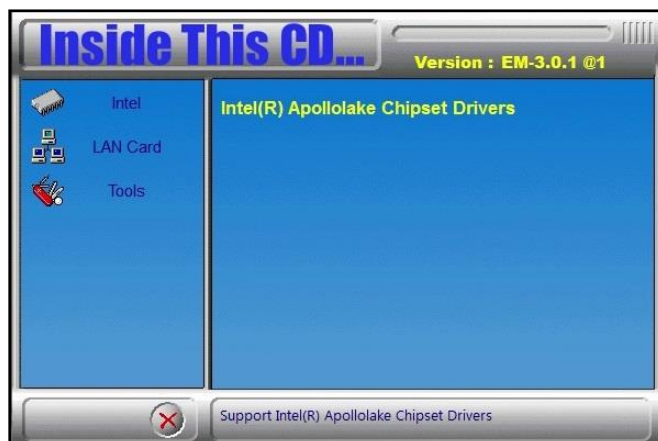 Inside This CD...
Version : EM-3.0.1 @1
Intel
LAN Card
Tools
Intel(R) Apollolake Chipset Drivers
Support Intel(R) Apollolake Chipset Drivers